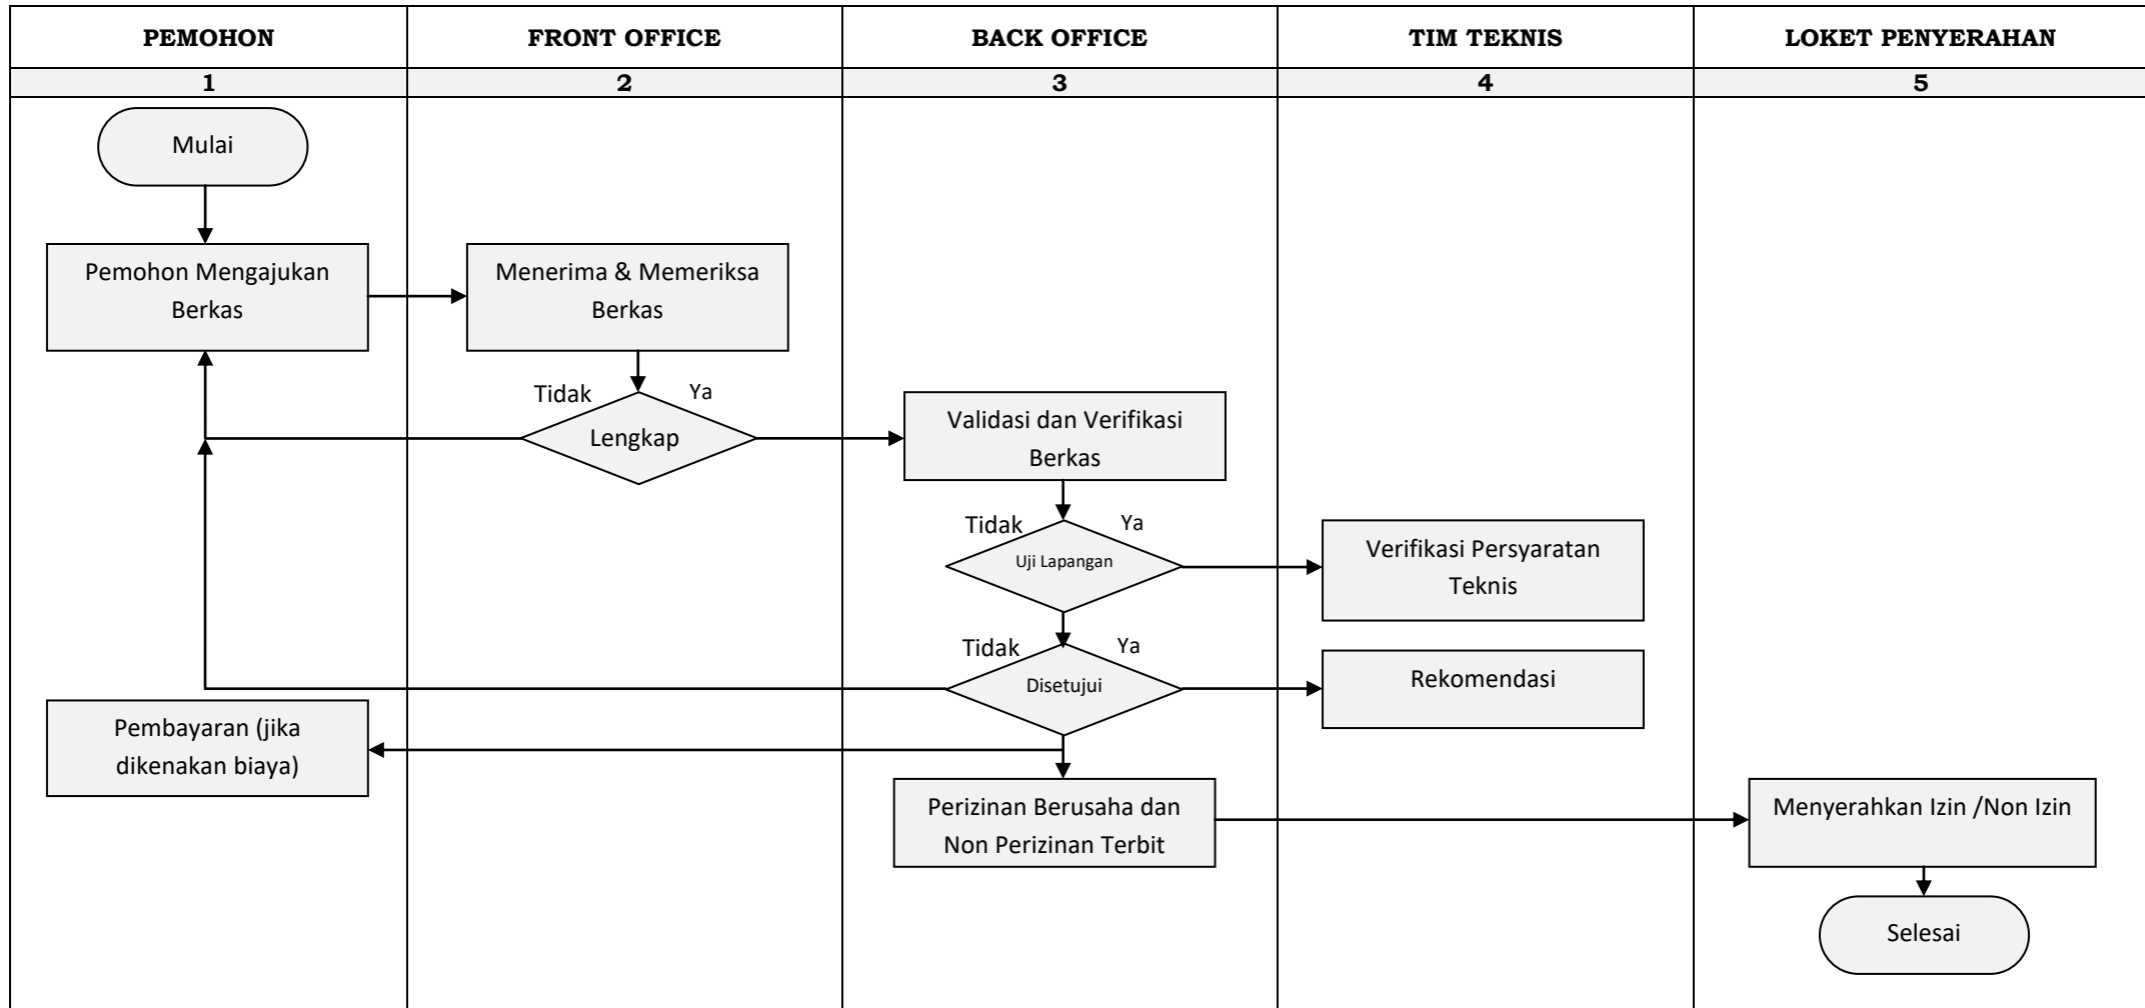 PEMOHON
FRONT OFFICE
BACK OFFICE
TIM TEKNIS
LOKET PENYERAHAN
1
2
3
4
5
Mulai
Pemohon Mengajukan
Berkas
Menerima & Memeriksa
Berkas
Tidak
Ya
Lengkap
Validasi dan Verifikasi
Berkas
Tidak
Ya
Uji Lapangan
Verifikasi Persyaratan
Teknis
Tidak
Ya
Disetujui
Rekomendasi
Pembayaran (jika
dikenakan biaya)
Perizinan Berusaha dan
Non Perizinan Terbit
Menyerahkan Izin /Non Izin
Selesai